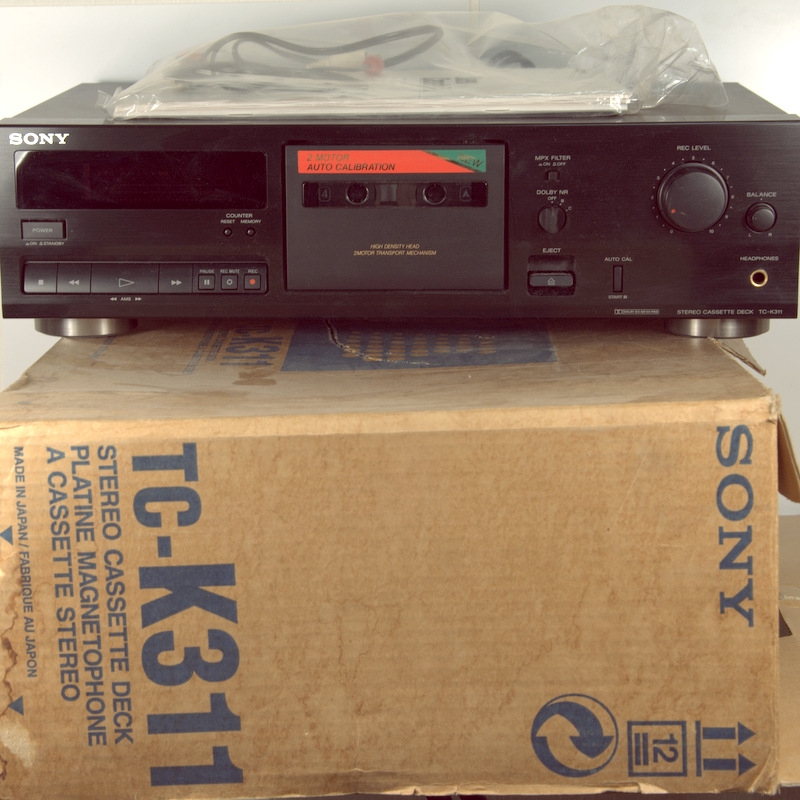 SONY
2 MOTOR
AUTO CALIBRATION
HIGH DENSITY HEAD
2MOTOR TRANSPORT MECHANISM
POWER
ON STANDBY
COUNTER
RESET MEMORY
PAUSE REC MUTE REC
AMS
MPX FILTER
ON OFF
DOLBY NR
OFF
B
C
EJECT
AUTO CAL
START
REC LEVEL
BALANCE
L R
HEADPHONES
STEREO CASSETTE DECK TC-K311
TC-K311
SONY
TC-K311
STEREO CASSETTE DECK
PLATINE MAGNETOPHONE
A CASSETTE STEREO
MADE IN JAPAN / FABRIQUE AU JAPON
12